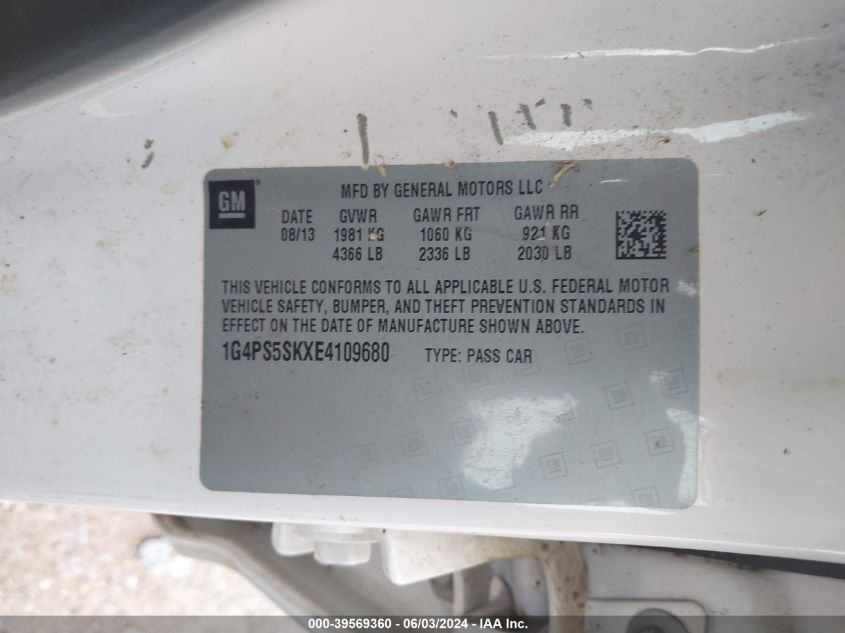 GM
MFD BY GENERAL MOTORS LLC
DATE GVWR GAWR FRT GAWR RR
08/13 1981 KG 1060 KG 921 KG
4366 LB 2336 LB 2030 LB
THIS VEHICLE CONFORMS TO ALL APPLICABLE U.S. FEDERAL MOTOR
VEHICLE SAFETY, BUMPER, AND THEFT PREVENTION STANDARDS IN
EFFECT ON THE DATE OF MANUFACTURE SHOWN ABOVE.
1G4PS5SKXE4109680 TYPE: PASS CAR
000-39569360 - 06/03/2024 - IAA Inc.